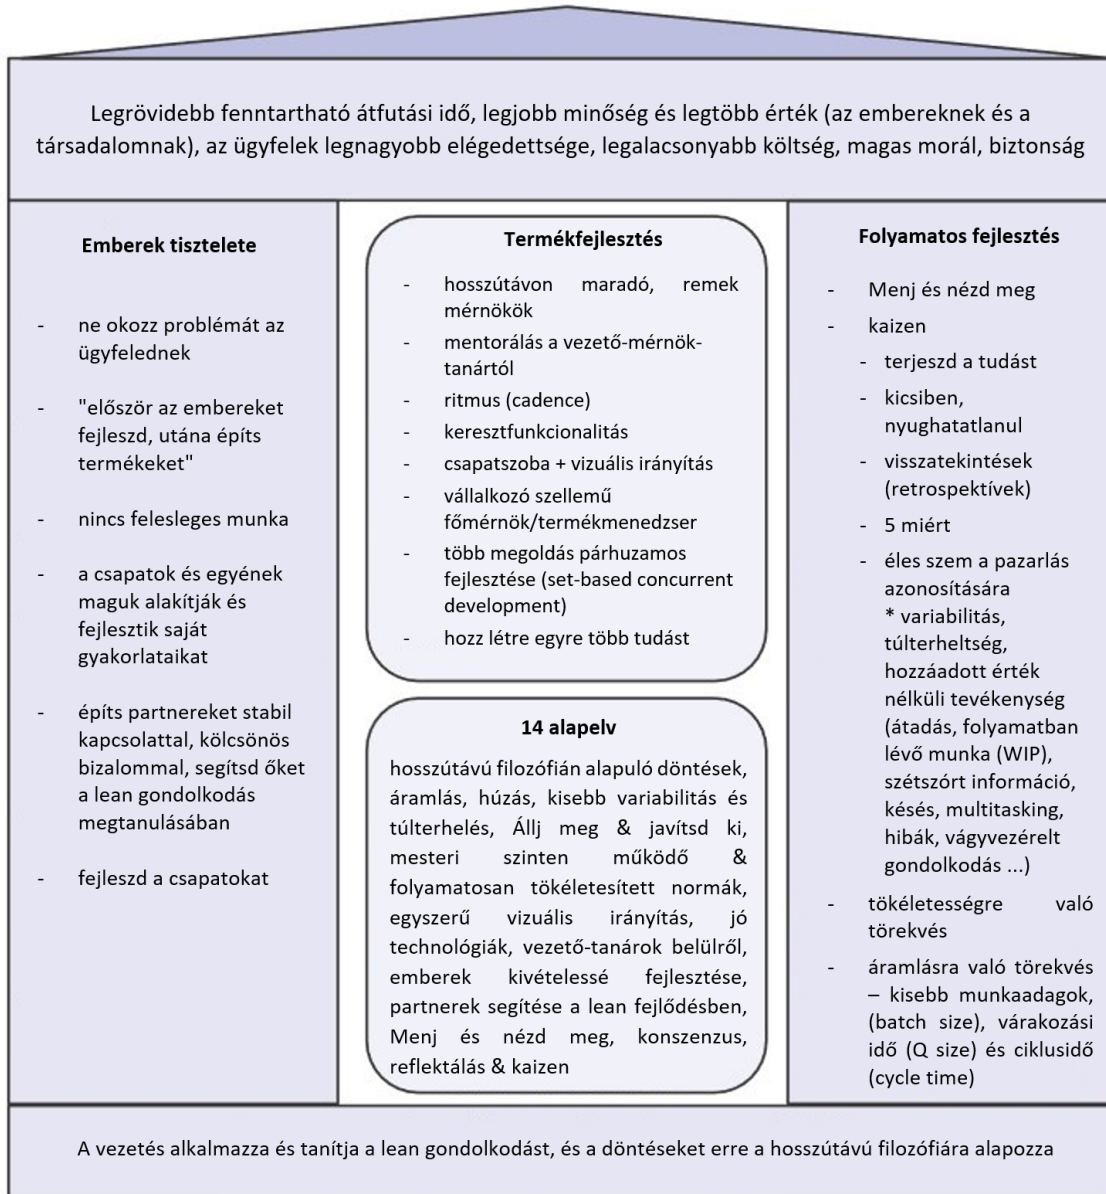 Legrövidebb fenntartható átfutási idő, legjobb minőség és legtöbb érték (az embereknek és a
társadalomnak), az ügyfelek legnagyobb elégedettsége, legalacsonyabb költség, magas morál, biztonság
Emberek tisztelete
- ne okozz problémát az
ügyfelednek
- "először az embereket
fejleszd, utána építs
termékeket"
- nincs felesleges munka
- a csapatok és egyének
maguk alakítják és
fejlesztik saját
gyakorlataikat
- építs partnereket stabil
kapcsolattal, kölcsönös
bizalommal, segítsd őket
a lean gondolkodás
megtanulásában
- fejleszd a csapatokat
Termékfejlesztés
- hosszútávon maradó, remek
mérnökök
- mentorálás a vezető-mérnök-
tanártól
- ritmus (cadence)
- keresztfunkcionalitás
- csapatszoba + vizuális irányítás
- vállalkozó szellemű
főmérnök/termékmenedzser
- több megoldás párhuzamos
fejlesztése (set-based concurrent
development)
- hozz létre egyre több tudást
14 alapelv
hosszútávú filozófián alapuló döntések,
áramlás, húzás, kisebb variabilitás és
túlterhelés, Állj meg & javítsd ki,
mesteri szinten működő &
folyamatosan tökéletesített normák,
egyszerű vizuális irányítás, jó
technológiák, vezető-tanárok belülről,
emberek kivételessé fejlesztése,
partnerek segítése a lean fejlődésben,
Menj és nézd meg, konszenzus,
reflektálás & kaizen
Folyamatos fejlesztés
- Menj és nézd meg
- kaizen
- terjeszd a tudást
- kicsiben,
nyughatatlanul
- visszatekintések
(retrospektívek)
- 5 miért
- éles szem a pazarlás
azonosítására
* variabilitás,
túlterheltség,
hozzáadott érték
nélküli tevékenység
(átadás, folyamatban
lévő munka (WIP),
szétszórt információ,
késés, multitasking,
hibák, vágyvezérelt
gondolkodás ...)
- tökéletességre való
törekvés
- áramlásra való törekvés
– kisebb munkaadagok,
(batch size), várakozási
idő (Q size) és ciklusidő
(cycle time)
A vezetés alkalmazza és tanítja a lean gondolkodást, és a döntéseket erre a hosszútávú filozófiára alapozza